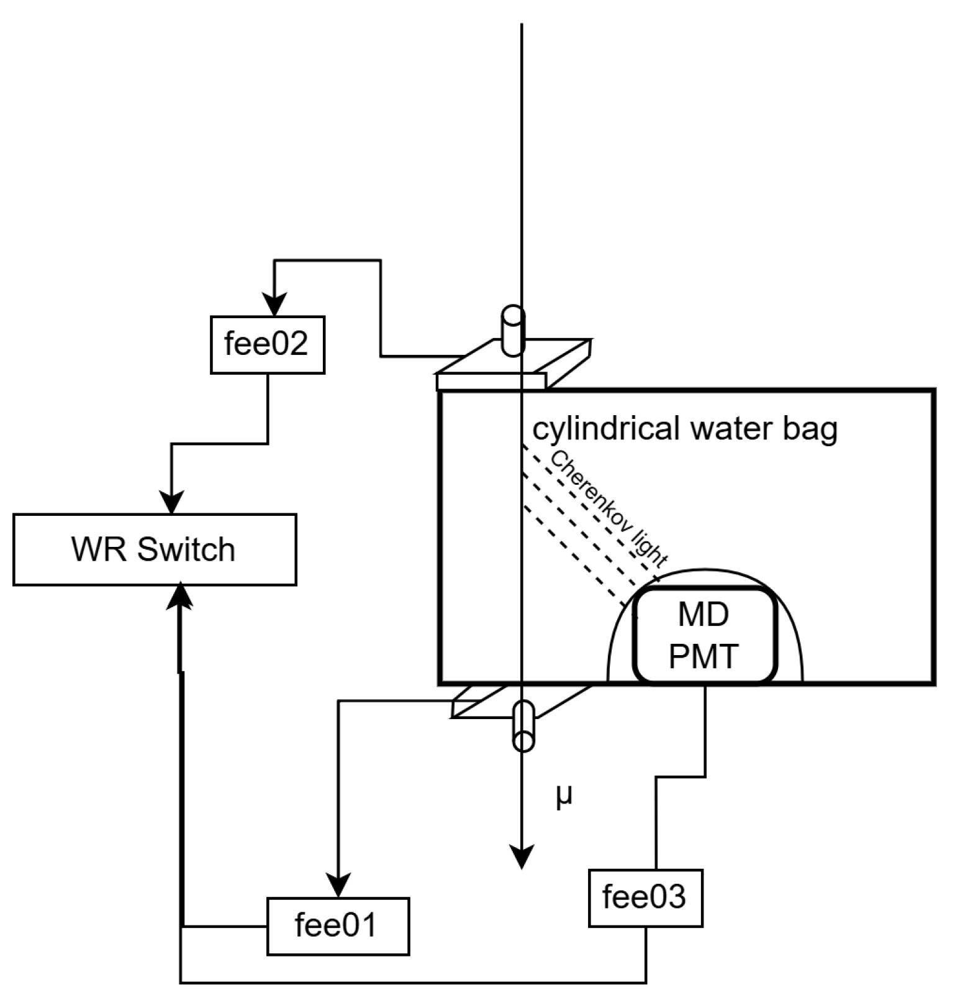 fee02
cylindrical water bag
Cherenkov light
WR Switch
MD
PMT
μ
fee03
fee01